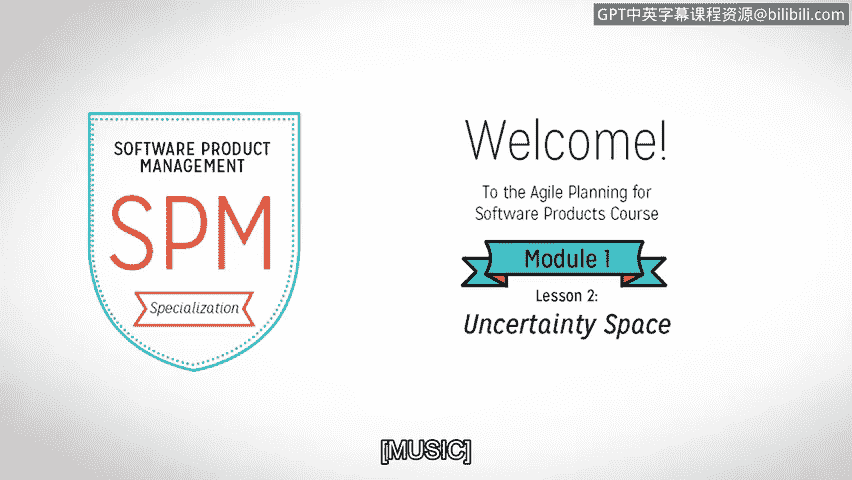 GPT中英字幕课程资源@bilibili.com
SOFTWARE PRODUCT
MANAGEMENT
SPM
Specialization
Welcome!
To the Agile Planning for
Software Products Course
Module 1
Lesson 2:
Uncertainty Space
[MUSIC]